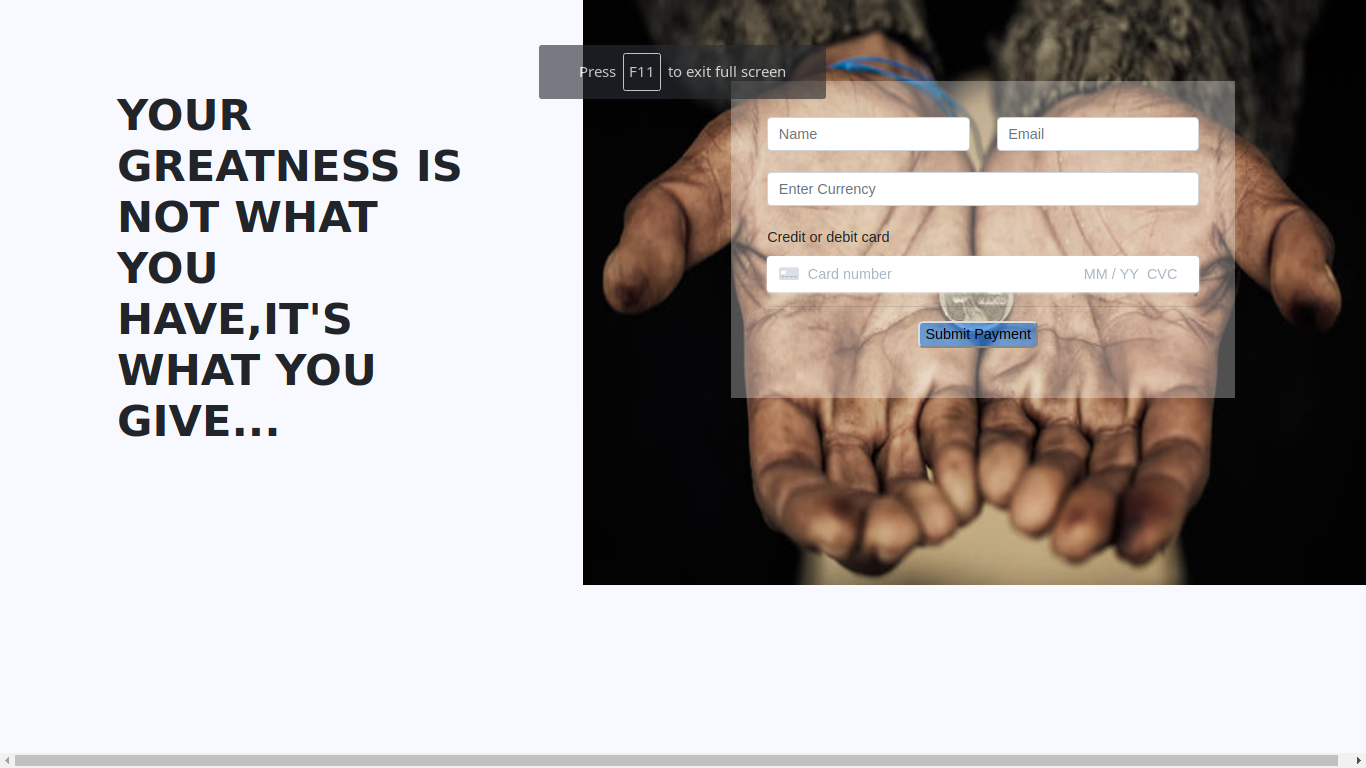 Press F11 to exit full screen
YOUR
GREATNESS IS
NOT WHAT
YOU
HAVE,IT'S
WHAT YOU
GIVE...
Name
Email
Enter Currency
Credit or debit card
Card number
MM / YY
CVC
Submit Payment